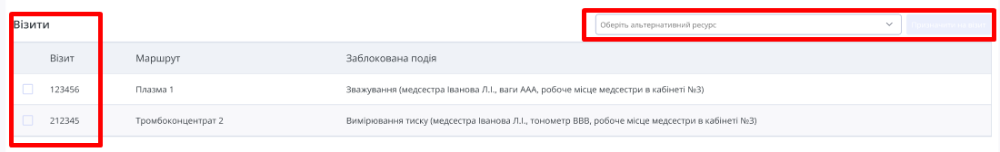 Візити
Оберіть альтернативний ресурс
Візит Маршрут Заблокована подія
123456 Плазма 1 Зважування (медсестра Іванова Л.І., ваги ААА, робоче місце медсестри в кабінеті №3)
212345 Тромбоконцентрат 2 Вимірювання тиску (медсестра Іванова Л.І., тонометр ВВВ, робоче місце медсестри в кабінеті №3)